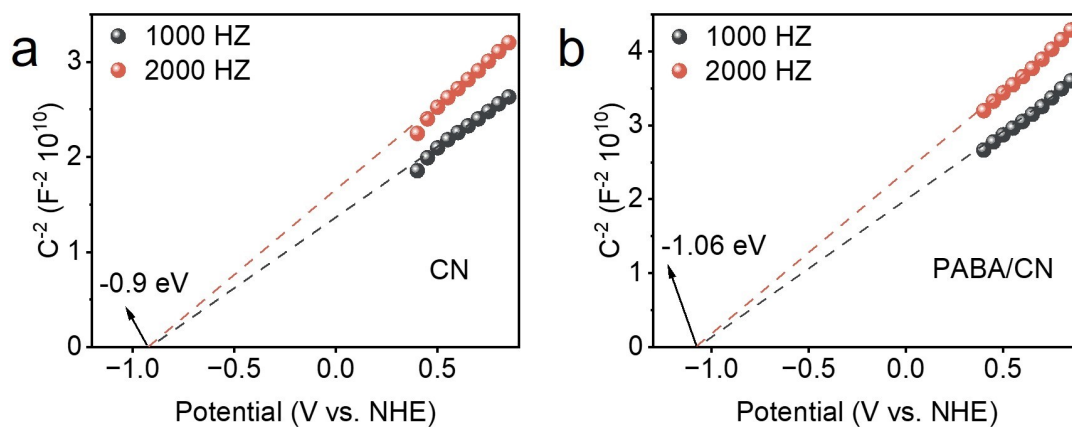 a
1000 HZ
2000 HZ
C⁻² (F⁻² 10¹⁰)
3
2
1
0
-0.9 eV
CN
−1.0
−0.5
0.0
0.5
Potential (V vs. NHE)
b
1000 HZ
2000 HZ
C⁻² (F⁻² 10¹⁰)
4
3
2
1
0
-1.06 eV
PABA/CN
−1.0
−0.5
0.0
0.5
Potential (V vs. NHE)